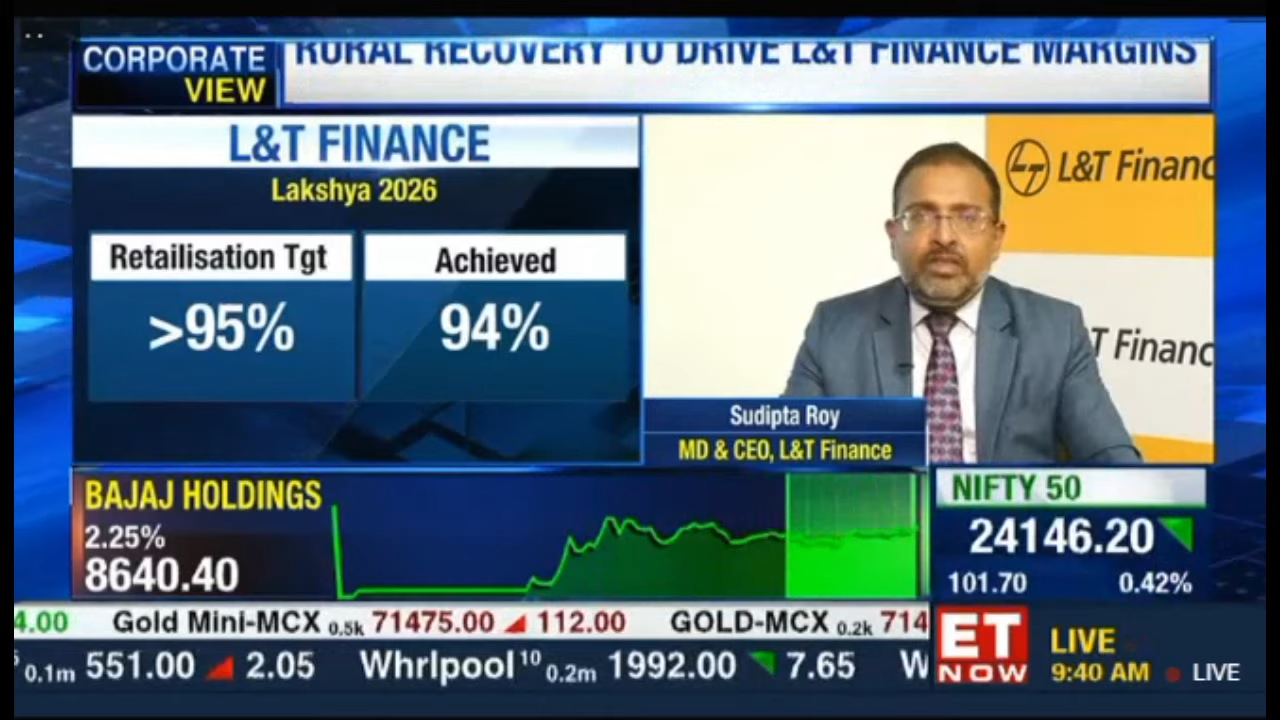 CORPORATE
VIEW
RURAL RECOVERY TO DRIVE L&T FINANCE MARGINS
L&T FINANCE
Lakshya 2026
Retailisation Tgt
>95%
Achieved
94%
L&T Financ
T Financ
Sudipta Roy
MD & CEO, L&T Finance
BAJAJ HOLDINGS
2.25%
8640.40
NIFTY 50
24146.20
101.70 0.42%
4.00 Gold Mini-MCX 0.5k 71475.00 112.00 GOLD-MCX 0.2k 714
0.1m 551.00 2.05 Whrlpool 10 0.2m 1992.00 7.65 W
ET
NOW
LIVE
9:40 AM
LIVE